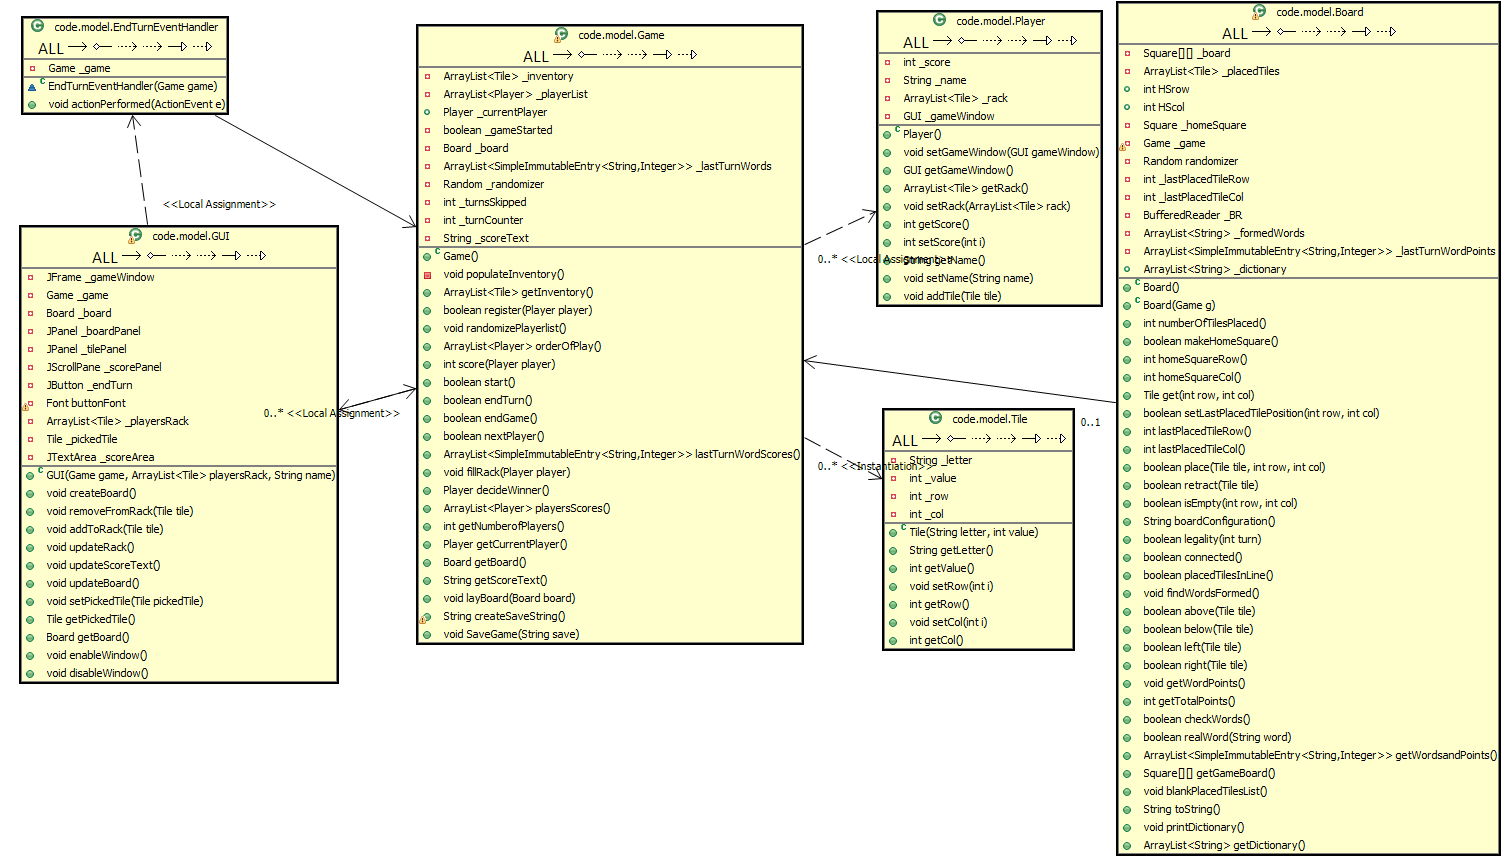 code.model.EndTurnEventHandler
ALL
Game _game
EndTurnEventHandler(Game game)
void actionPerformed(ActionEvent e)
<<Local Assignment>>
code.model.GUI
ALL
JFrame _gameWindow
Game _game
Board _board
JPanel _boardPanel
JPanel _tilePanel
JScrollPane _scorePanel
JButton _endTurn
Font buttonFont
ArrayList<Tile> _playersRack
Tile _pickedTile
JTextArea _scoreArea
GUI(Game game, ArrayList<Tile> playersRack, String name)
void createBoard()
void removeFromRack(Tile tile)
void addToRack(Tile tile)
void updateRack()
void updateScoreText()
void updateBoard()
void setPickedTile(Tile pickedTile)
Tile getPickedTile()
Board getBoard()
void enableWindow()
void disableWindow()
0..* <<Local Assignment>>
code.model.Game
ALL
ArrayList<Tile> _inventory
ArrayList<Player> _playerList
Player _currentPlayer
boolean _gameStarted
Board _board
ArrayList<SimpleImmutableEntry<String,Integer>> _lastTurnWords
Random _randomizer
int _turnsSkipped
int _turnCounter
String _scoreText
Game()
void populateInventory()
ArrayList<Tile> getInventory()
boolean register(Player player)
void randomizePlayerlist()
ArrayList<Player> orderOfPlay()
int score(Player player)
boolean start()
boolean endTurn()
boolean endGame()
boolean nextPlayer()
ArrayList<SimpleImmutableEntry<String,Integer>> lastTurnWordScores()
void fillRack(Player player)
Player decideWinner()
ArrayList<Player> playersScores()
int getNumberofPlayers()
Player getCurrentPlayer()
Board getBoard()
String getScoreText()
void layBoard(Board board)
String createSaveString()
void SaveGame(String save)
code.model.Player
ALL
int _score
String _name
ArrayList<Tile> _rack
GUI _gameWindow
Player()
void setGameWindow(GUI gameWindow)
GUI getGameWindow()
ArrayList<Tile> getRack()
void setRack(ArrayList<Tile> rack)
int getScore()
int setScore(int i)
String getName()
void setName(String name)
void addTile(Tile tile)
0..* <<Local Assignment>>
code.model.Tile
ALL
String _letter
int _value
int _row
int _col
Tile(String letter, int value)
String getLetter()
int getValue()
void setRow(int i)
int getRow()
void setCol(int i)
int getCol()
0..* <<Instantiation>>
0..1
code.model.Board
ALL
Square[][] _board
ArrayList<Tile> _placedTiles
int HSrow
int HScol
Square _homeSquare
Game _game
Random randomizer
int _lastPlacedTileRow
int _lastPlacedTileCol
BufferedReader _BR
ArrayList<String> _formedWords
ArrayList<SimpleImmutableEntry<String,Integer>> _lastTurnWordPoints
ArrayList<String> _dictionary
Board()
Board(Game g)
int numberOfTilesPlaced()
boolean makeHomeSquare()
int homeSquareRow()
int homeSquareCol()
Tile get(int row, int col)
boolean setLastPlacedTilePosition(int row, int col)
int lastPlacedTileRow()
int lastPlacedTileCol()
boolean place(Tile tile, int row, int col)
boolean retract(Tile tile)
boolean isEmpty(int row, int col)
String boardConfiguration()
boolean legality(int turn)
boolean connected()
boolean placedTilesInLine()
void findWordsFormed()
boolean above(Tile tile)
boolean below(Tile tile)
boolean left(Tile tile)
boolean right(Tile tile)
void getWordPoints()
int getTotalPoints()
boolean checkWords()
boolean realWord(String word)
ArrayList<SimpleImmutableEntry<String,Integer>> getWordsandPoints()
Square[][] getGameBoard()
void blankPlacedTilesList()
String toString()
void printDictionary()
ArrayList<String> getDictionary()